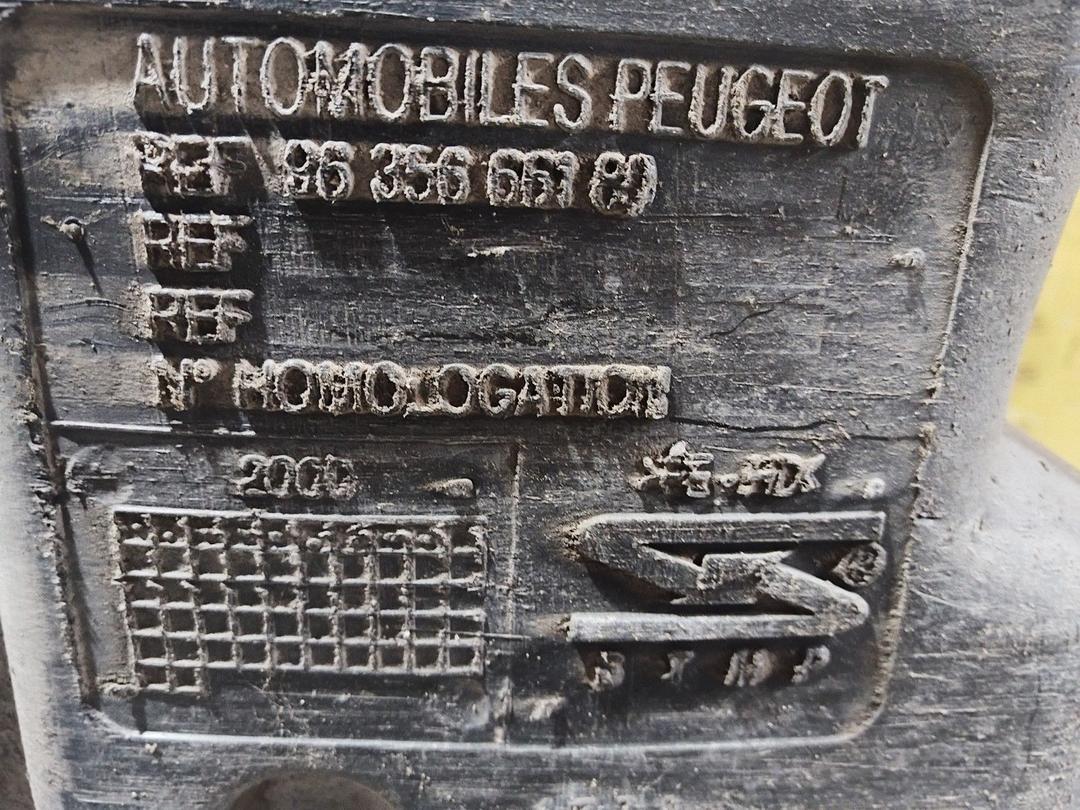 AUTOMOBILES PEUGEOT
REF 96 356 661 80
REF
REF
N° HOMOLOGATION
2000